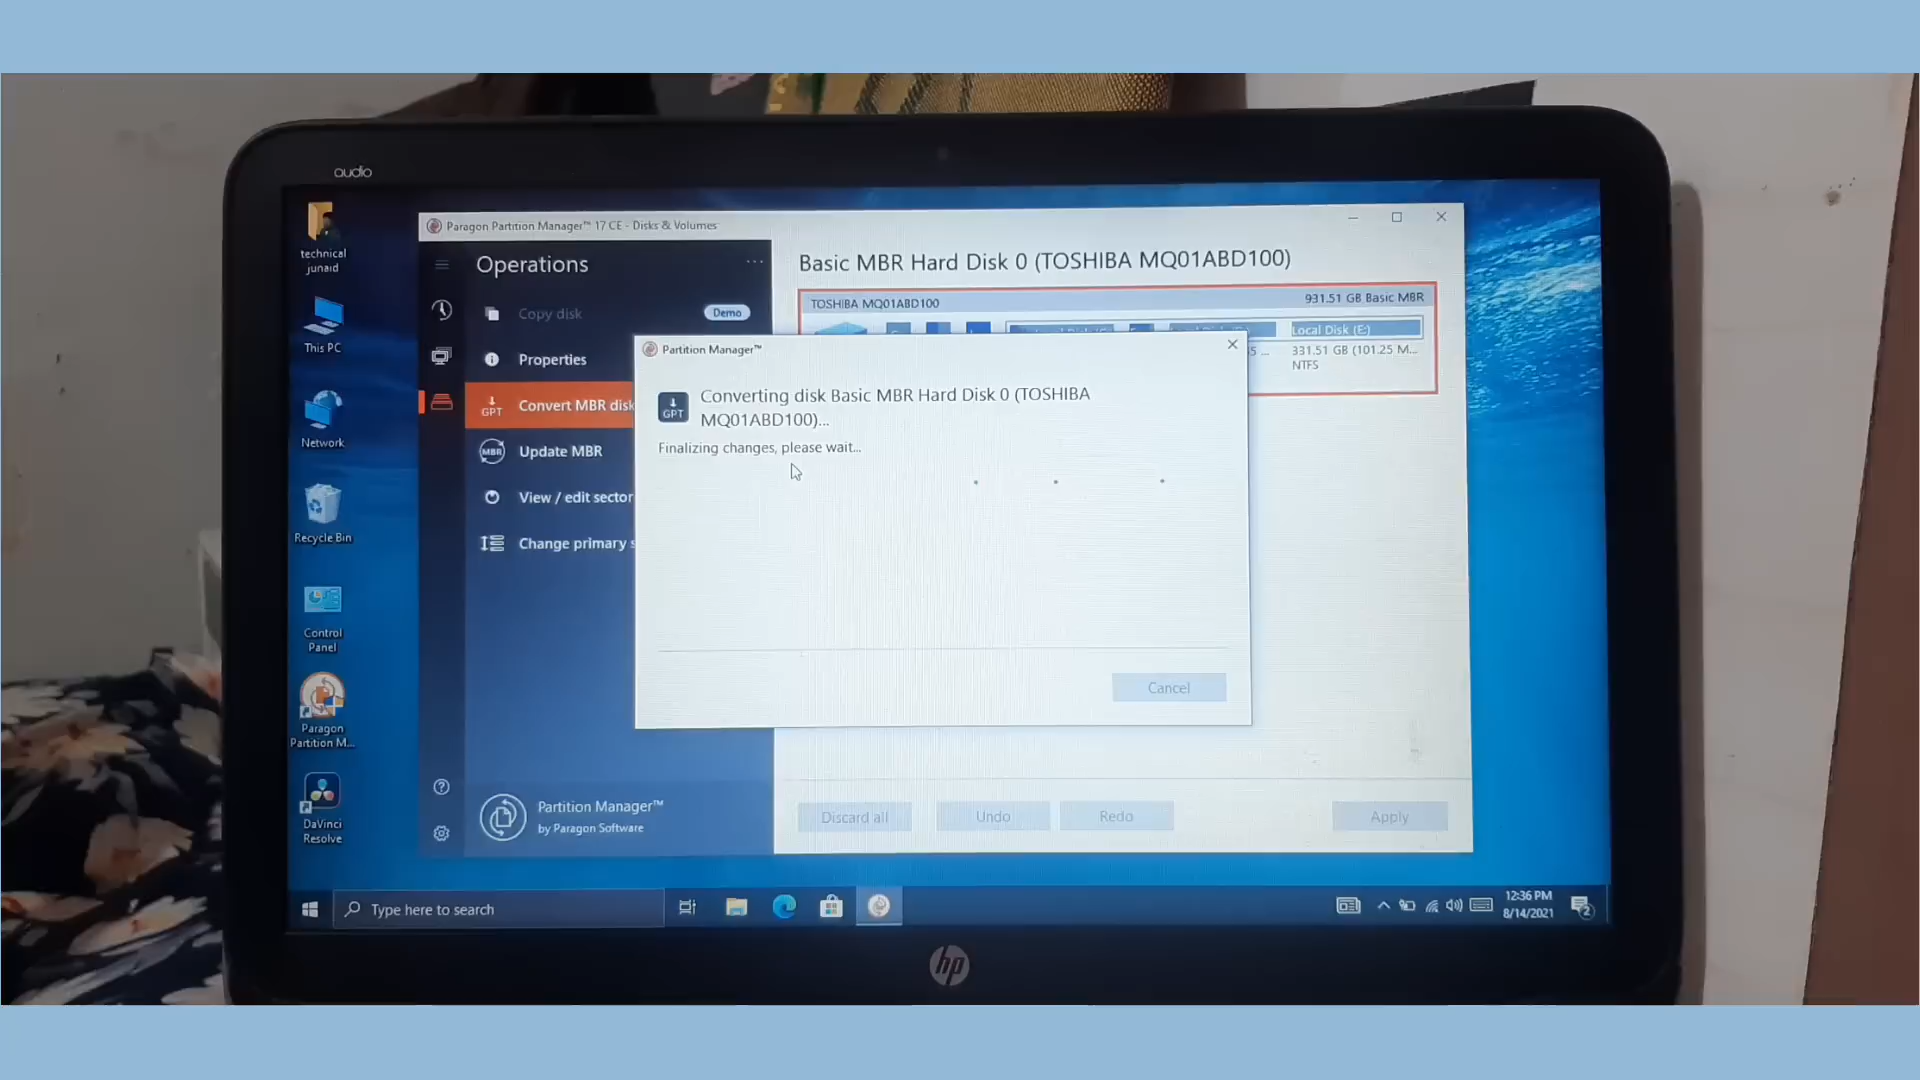 audio
technical
junaid
This PC
Network
Recycle Bin
Control
Panel
Paragon
Partition M...
DaVinci
Resolve
Paragon Partition Manager™ 17 CE - Disks & Volumes
Operations
Copy disk
Demo
Properties
GPT
Convert MBR disk
MBR
Update MBR
View / edit sector
Change primary s
Partition Manager™
by Paragon Software
Basic MBR Hard Disk 0 (TOSHIBA MQ01ABD100)
TOSHIBA MQ01ABD100
931.51 GB Basic MBR
Local Disk (E:)
331.51 GB (101.25 M...
NTFS
Partition Manager™
GPT
Converting disk Basic MBR Hard Disk 0 (TOSHIBA
MQ01ABD100)...
Finalizing changes, please wait...
Cancel
Discard all
Undo
Redo
Apply
Type here to search
12:36 PM
8/14/2021
2
hp